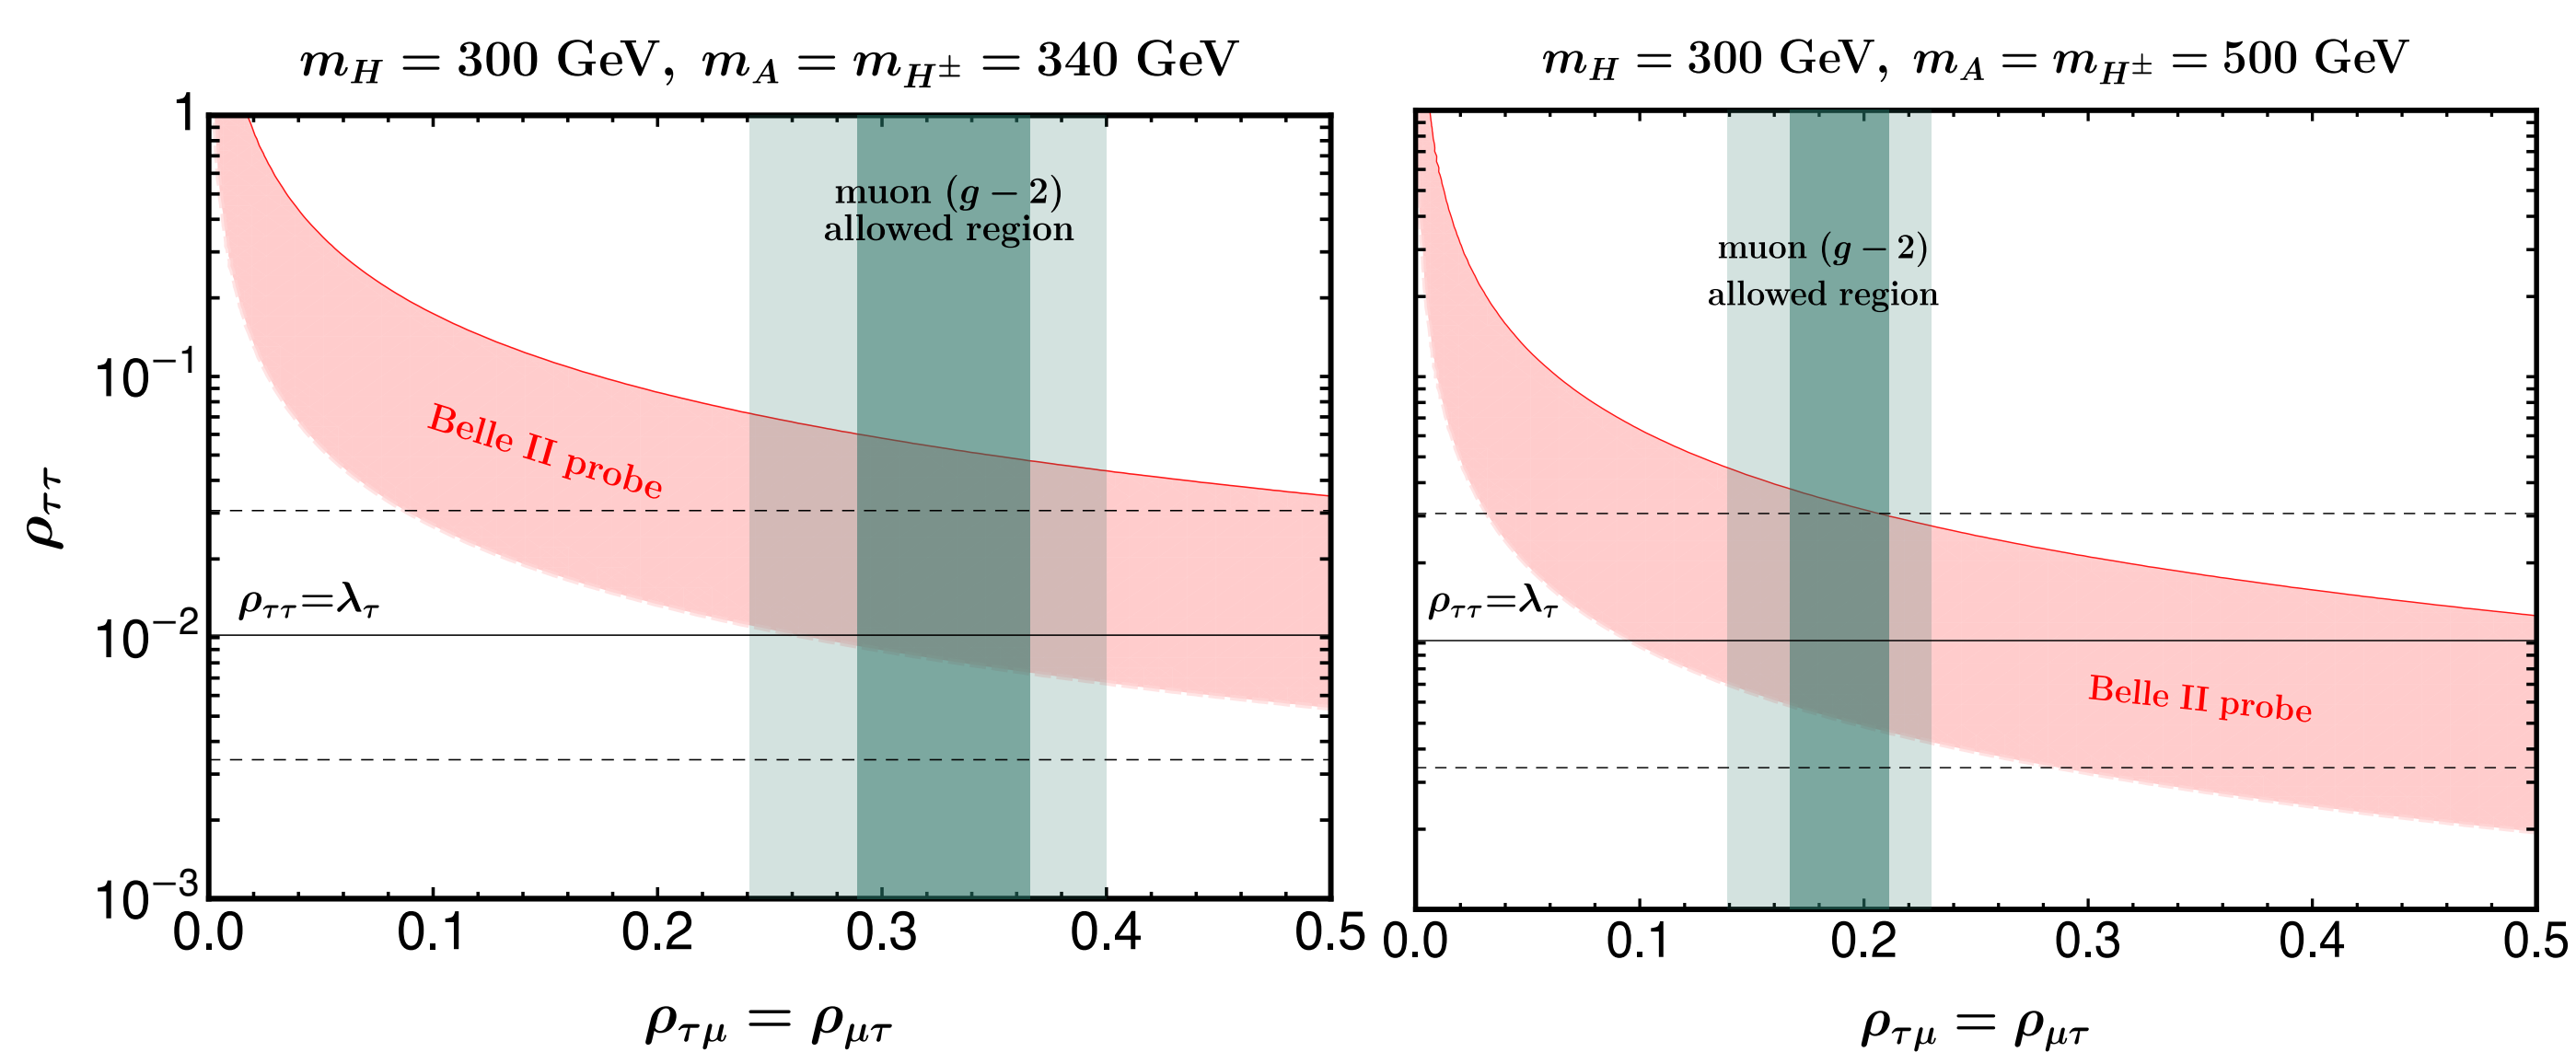 m_H = 300 GeV, m_A = m_{H^±} = 340 GeV
1
10^{-1}
10^{-2}
10^{-3}
ρ_{ττ}
muon (g − 2)
allowed region
Belle II probe
ρ_{ττ}=λ_τ
0.0 0.1 0.2 0.3 0.4 0.5
ρ_{τμ} = ρ_{μτ}
m_H = 300 GeV, m_A = m_{H^±} = 500 GeV
muon (g − 2)
allowed region
ρ_{ττ}=λ_τ
Belle II probe
0.0 0.1 0.2 0.3 0.4 0.5
ρ_{τμ} = ρ_{μτ}